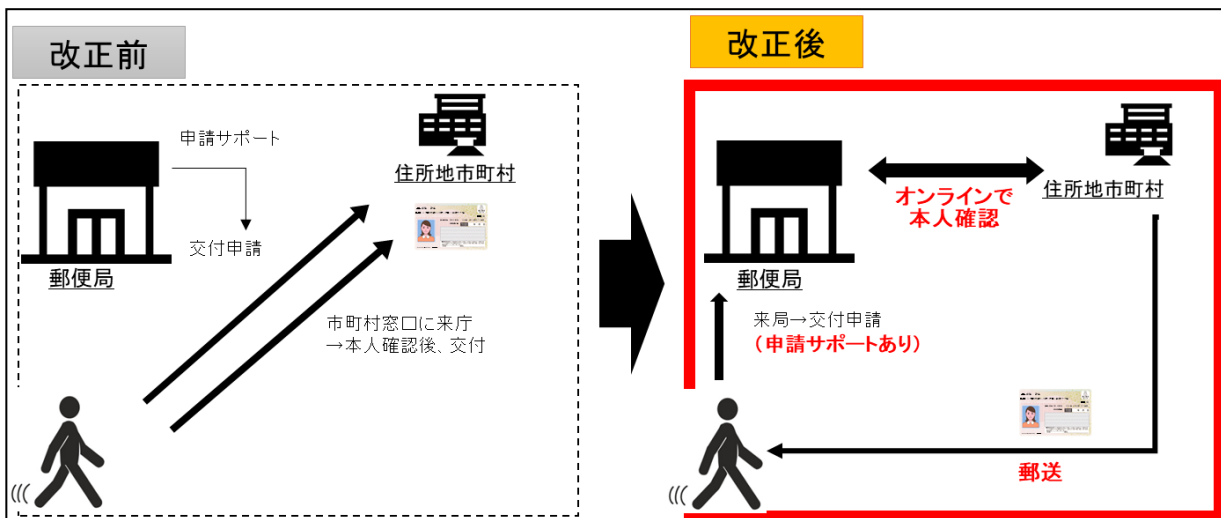 改正前
申請サポート
交付申請
郵便局
住所地市町村
市町村窓口に来庁
→本人確認後、交付
改正後
郵便局
オンラインで
本人確認
住所地市町村
来局→交付申請
（申請サポートあり）
郵送